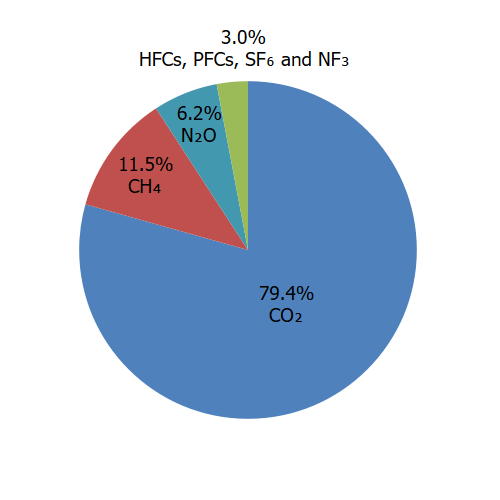 3.0%
HFCs, PFCs, SF₆ and NF₃
6.2%
N₂O
11.5%
CH₄
79.4%
CO₂